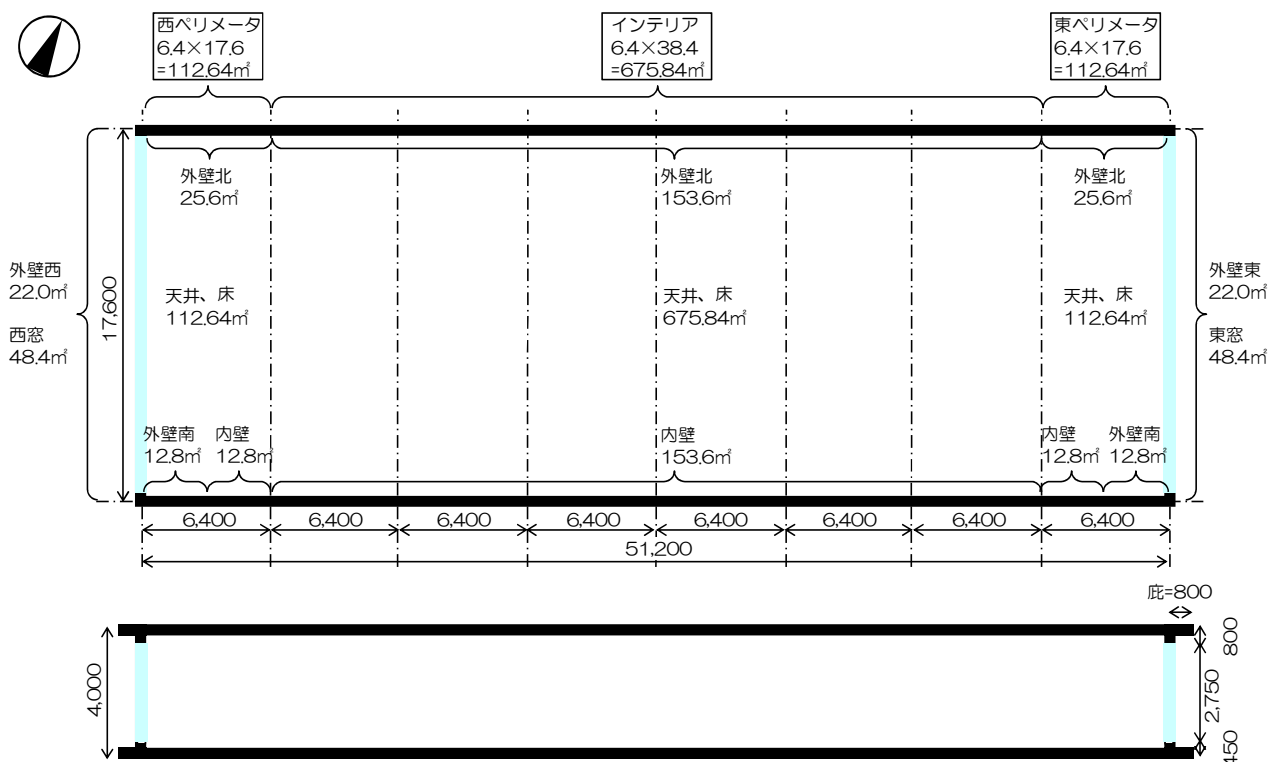 西ペリメータ
6.4×17.6
=112.64㎡
インテリア
6.4×38.4
=675.84㎡
東ペリメータ
6.4×17.6
=112.64㎡
外壁北
25.6㎡
外壁北
153.6㎡
外壁北
25.6㎡
外壁西
22.0㎡
西窓
48.4㎡
17,600
天井、床
112.64㎡
天井、床
675.84㎡
天井、床
112.64㎡
外壁東
22.0㎡
東窓
48.4㎡
外壁南
12.8㎡
内壁
12.8㎡
内壁
153.6㎡
内壁
12.8㎡
外壁南
12.8㎡
6,400
6,400
6,400
6,400
6,400
6,400
6,400
6,400
51,200
庇=800
4,000
800
2,750
450